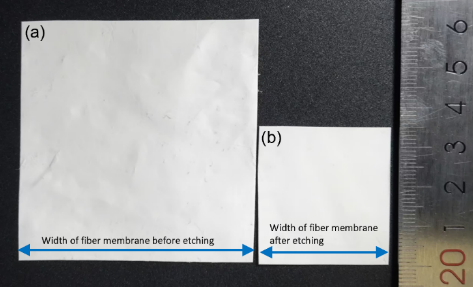 (a)
(b)
Width of fiber membrane before etching
Width of fiber membrane
after etching
6
5
4
3
2
1
20